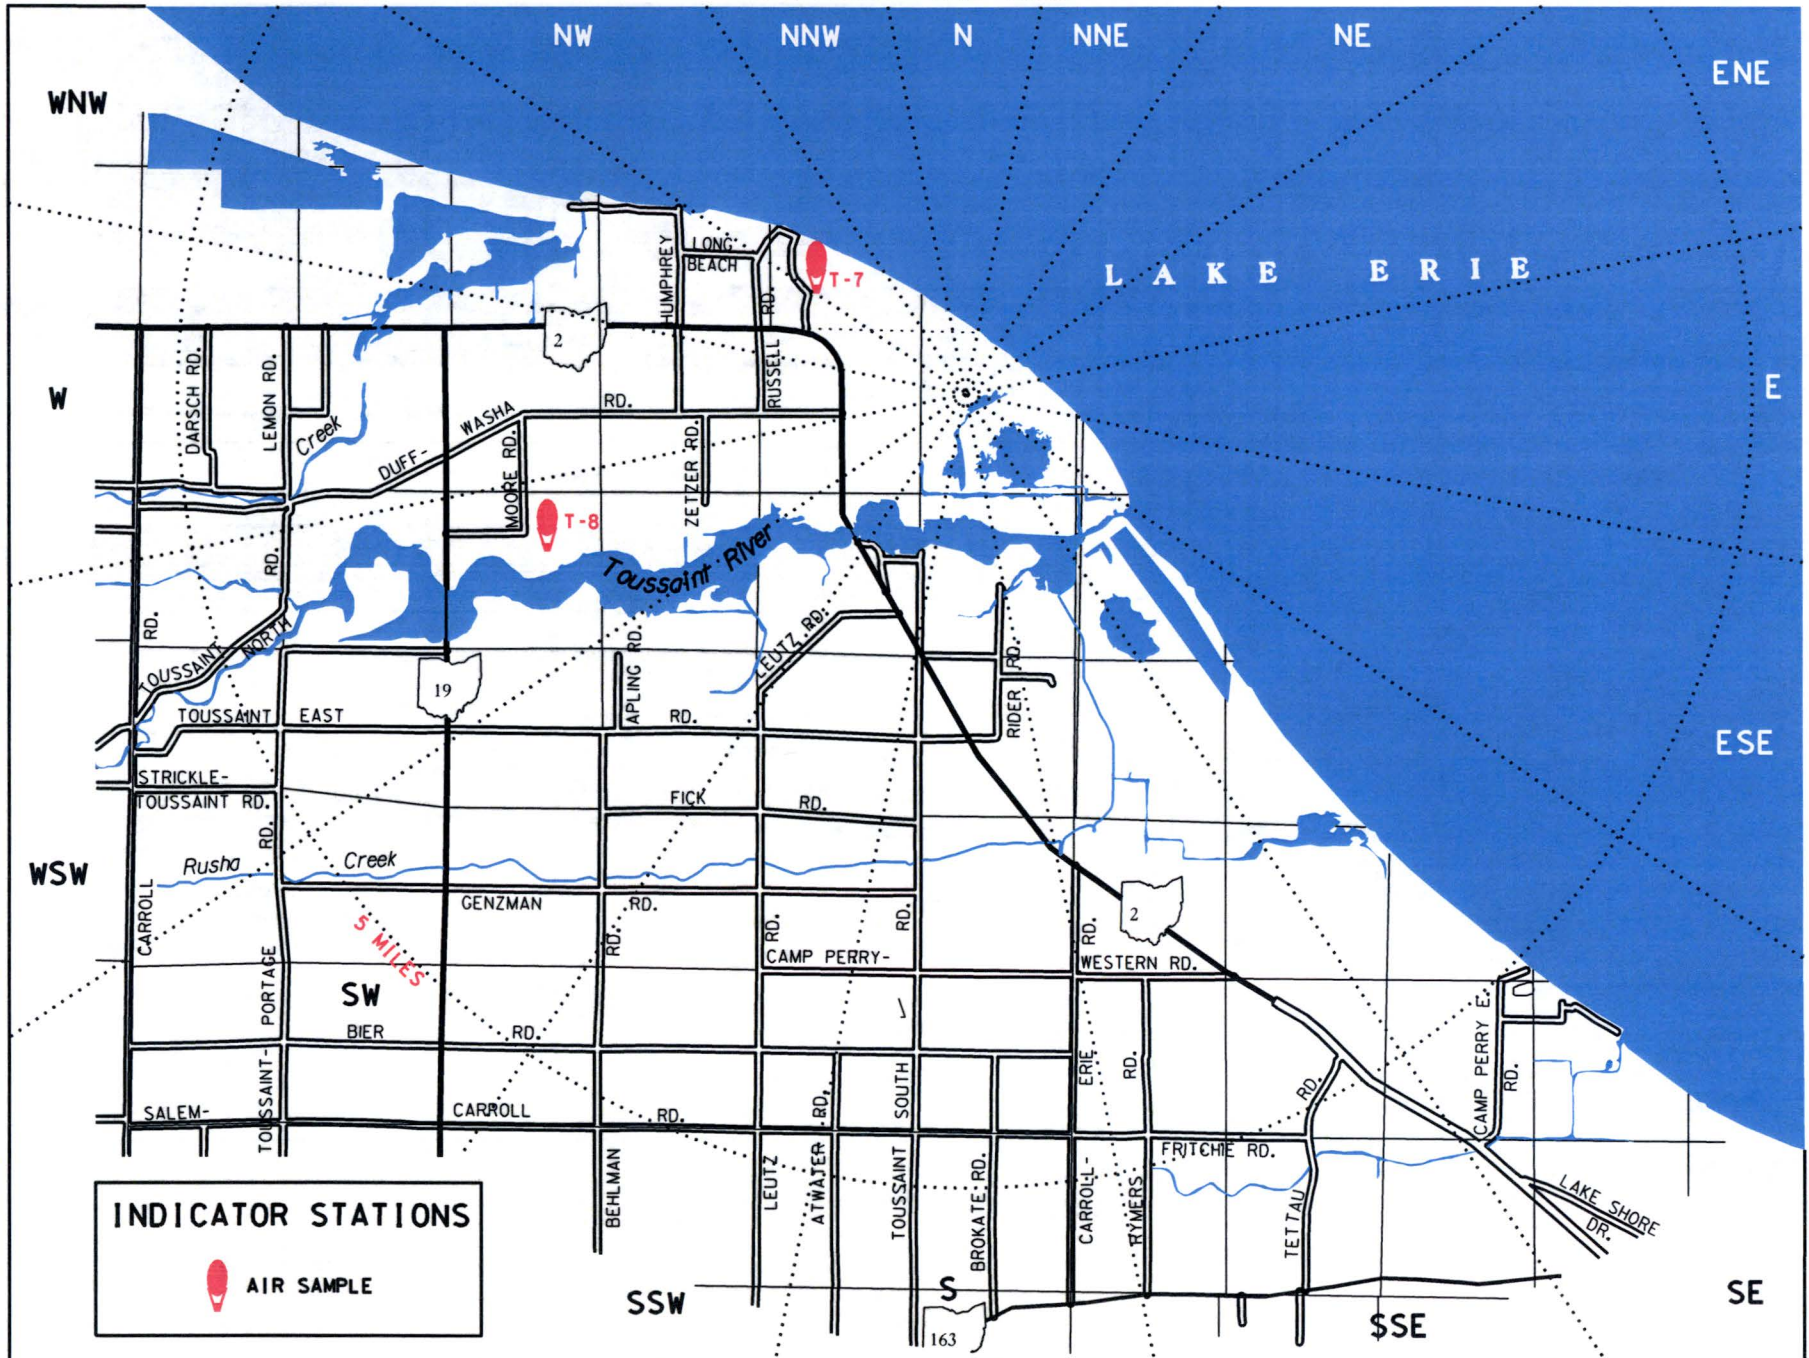 NW
NNW
N
NNE
NE
ENE
WNW
LAKE ERIE
HUMPHREY
LONG
BEACH
RD.
T-7
2
W
DARSCH RD.
LEMON RD.
Creek
DUFF-
WASHA
RD.
RUSSELL
E
MOORE RD.
ZETZER RD.
T-8
Toussaint River
RD.
RD.
TOUSSAINT
NORTH
LEUTZ RD.
APLING RD.
RIDER RD.
19
TOUSSAINT EAST RD.
ESE
STRICKLE-
TOUSSAINT RD.
FICK RD.
RD.
WSW
Rusha Creek
CARROLL
GENZMAN RD.
2
5 MILES
RD.
RD.
RD.
RD.
CAMP PERRY-
WESTERN RD.
SW
PORTAGE
BIER RD.
CAMP PERRY E.
RD.
ERIE
RD.
RD.
SOUTH
RD.
TOUSSAINT-
SALEM-
CARROLL
RD.
FRITCHIE RD.
BEHLMAN
LEUTZ
ATWATER
TOUSSAINT
BROKATE RD.
CARROLL-
RYMERS
TETTAU
LAKE SHORE
DR.
INDICATOR STATIONS
AIR SAMPLE
SSW
S
163
SSE
SE